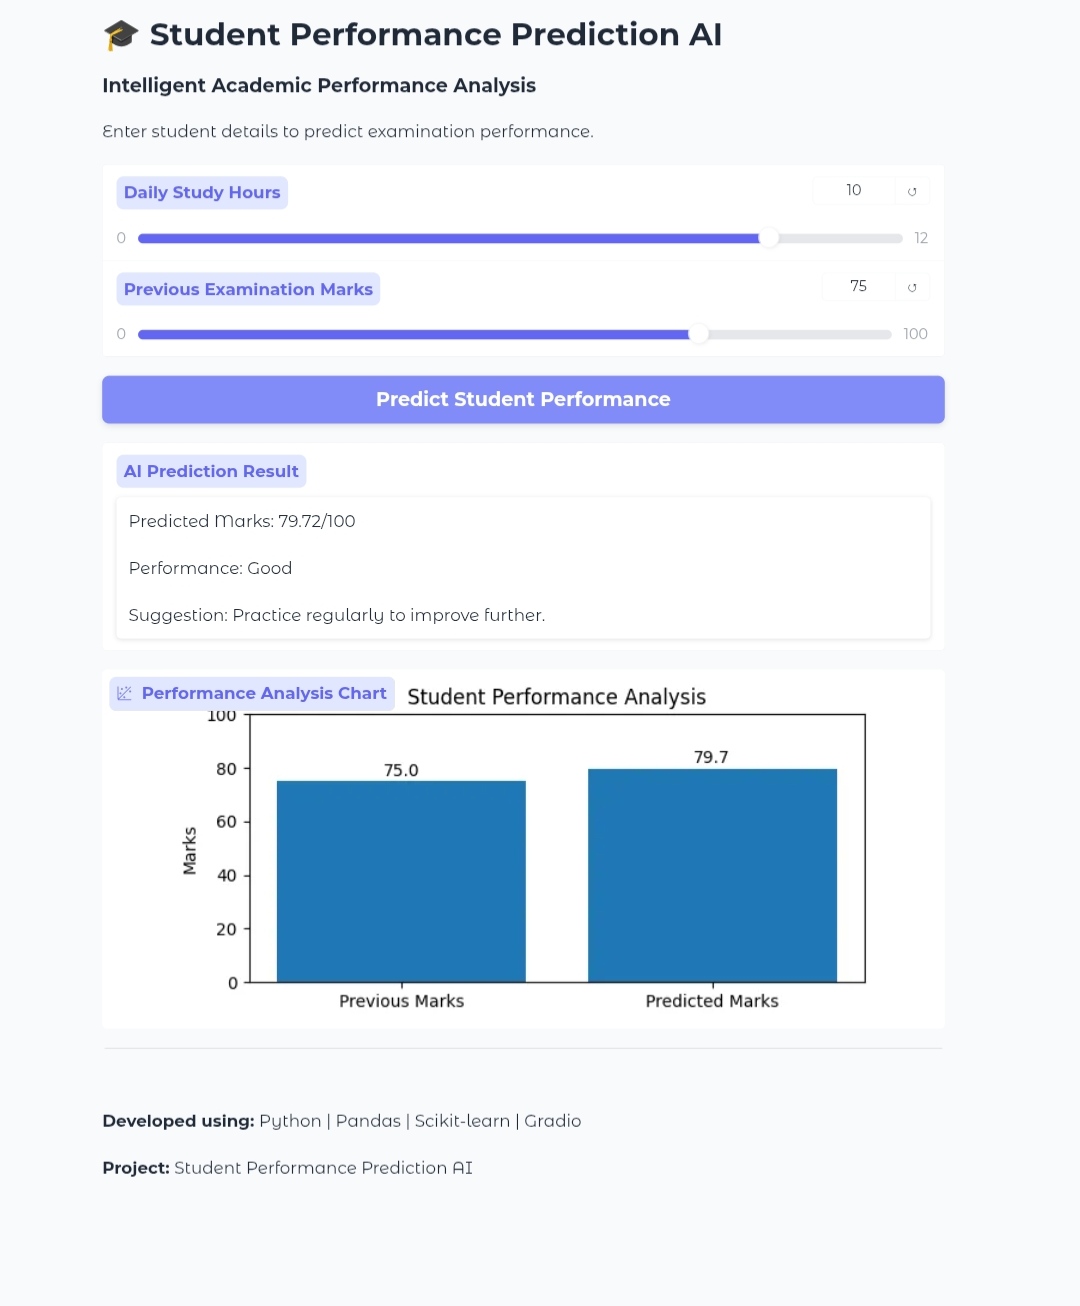 🎓 Student Performance Prediction AI
Intelligent Academic Performance Analysis
Enter student details to predict examination performance.
Daily Study Hours
10
↺
0
12
Previous Examination Marks
75
↺
0
100
Predict Student Performance
AI Prediction Result
Predicted Marks: 79.72/100
Performance: Good
Suggestion: Practice regularly to improve further.
Performance Analysis Chart
Student Performance Analysis
100
80
60
40
20
0
Marks
75.0
79.7
Previous Marks
Predicted Marks
Developed using: Python | Pandas | Scikit-learn | Gradio
Project: Student Performance Prediction AI